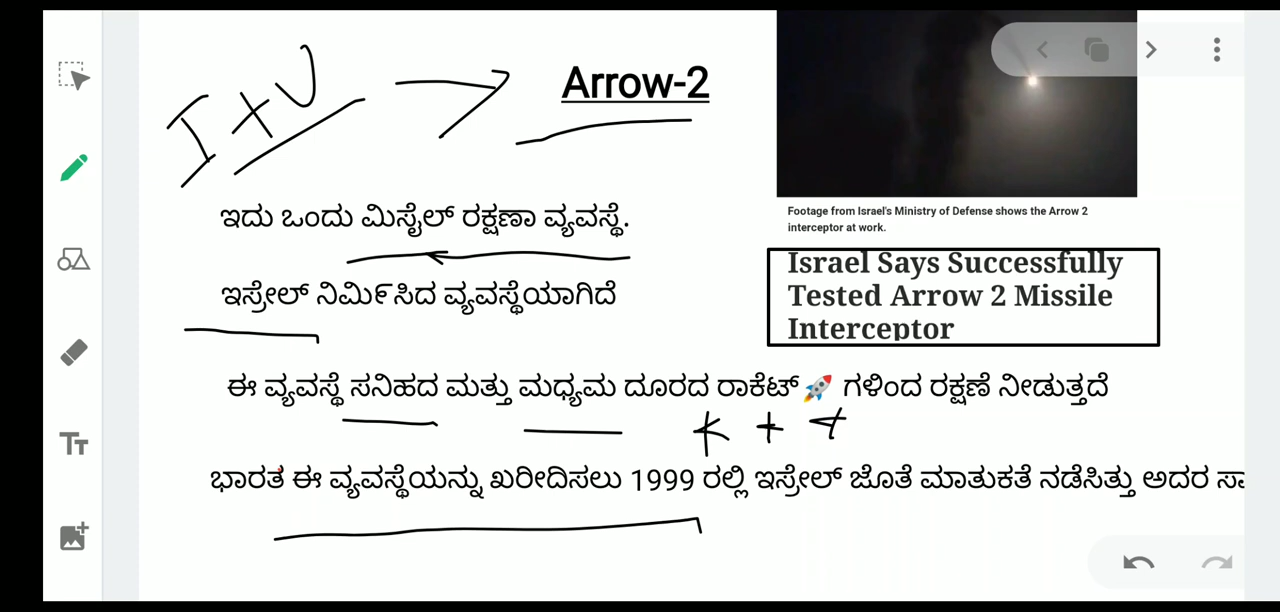 I + U → Arrow-2
Footage from Israel's Ministry of Defense shows the Arrow 2
interceptor at work.
ಇದು ಒಂದು ಮಿಸೈಲ್ ರಕ್ಷಣಾ ವ್ಯವಸ್ಥೆ.
Israel Says Successfully
Tested Arrow 2 Missile
Interceptor
ಇಸ್ರೇಲ್ ನಿರ್ಮಿಸಿದ ವ್ಯವಸ್ಥೆಯಾಗಿದೆ
ಈ ವ್ಯವಸ್ಥೆ ಸನಿಹದ ಮತ್ತು ಮಧ್ಯಮ ದೂರದ ರಾಕೆಟ್🚀 ಗಳಿಂದ ರಕ್ಷಣೆ ನೀಡುತ್ತದೆ
ಭಾರತ ಈ ವ್ಯವಸ್ಥೆಯನ್ನು ಖರೀದಿಸಲು 1999 ರಲ್ಲಿ ಇಸ್ರೇಲ್ ಜೊತೆ ಮಾತುಕತೆ ನಡೆಸಿತ್ತು ಅದರ
TT